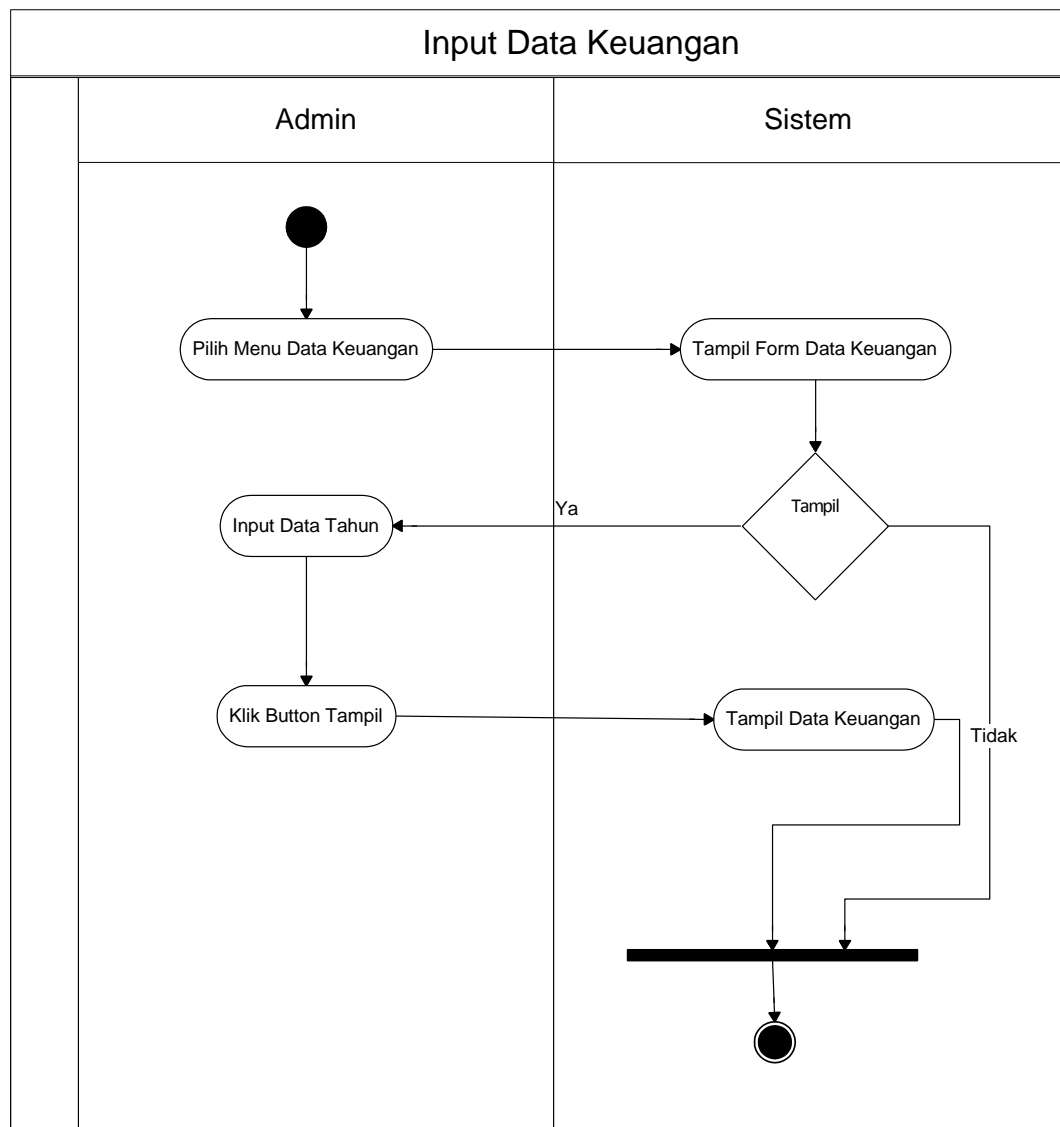 Input Data Keuangan
Admin
Sistem
Pilih Menu Data Keuangan
Tampil Form Data Keuangan
Tampil
Ya
Input Data Tahun
Klik Button Tampil
Tampil Data Keuangan
Tidak